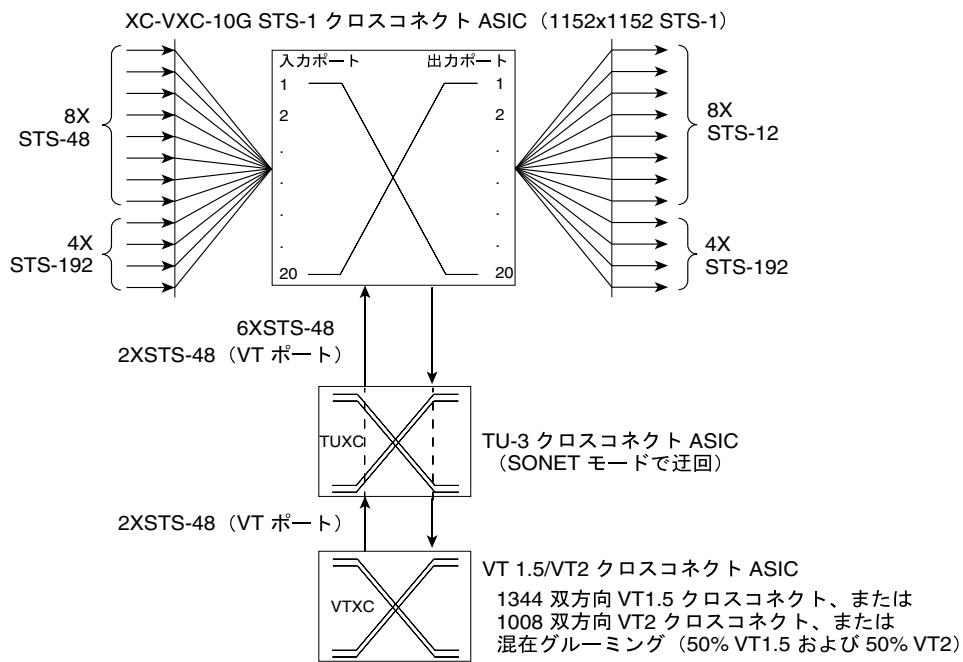 XC-VXC-10G STS-1 クロスコネクト ASIC（1152x1152 STS-1）
入力ポート
出力ポート
1
1
2
2
.
.
.
.
.
.
.
.
20
20
8X
STS-48
4X
STS-192
8X
STS-12
4X
STS-192
6XSTS-48
2XSTS-48（VT ポート）
TUXC
TU-3 クロスコネクト ASIC
（SONET モードで迂回）
2XSTS-48（VT ポート）
VTXC
VT 1.5/VT2 クロスコネクト ASIC
1344 双方向 VT1.5 クロスコネクト、または
1008 双方向 VT2 クロスコネクト、または
混在グルーミング（50% VT1.5 および 50% VT2）